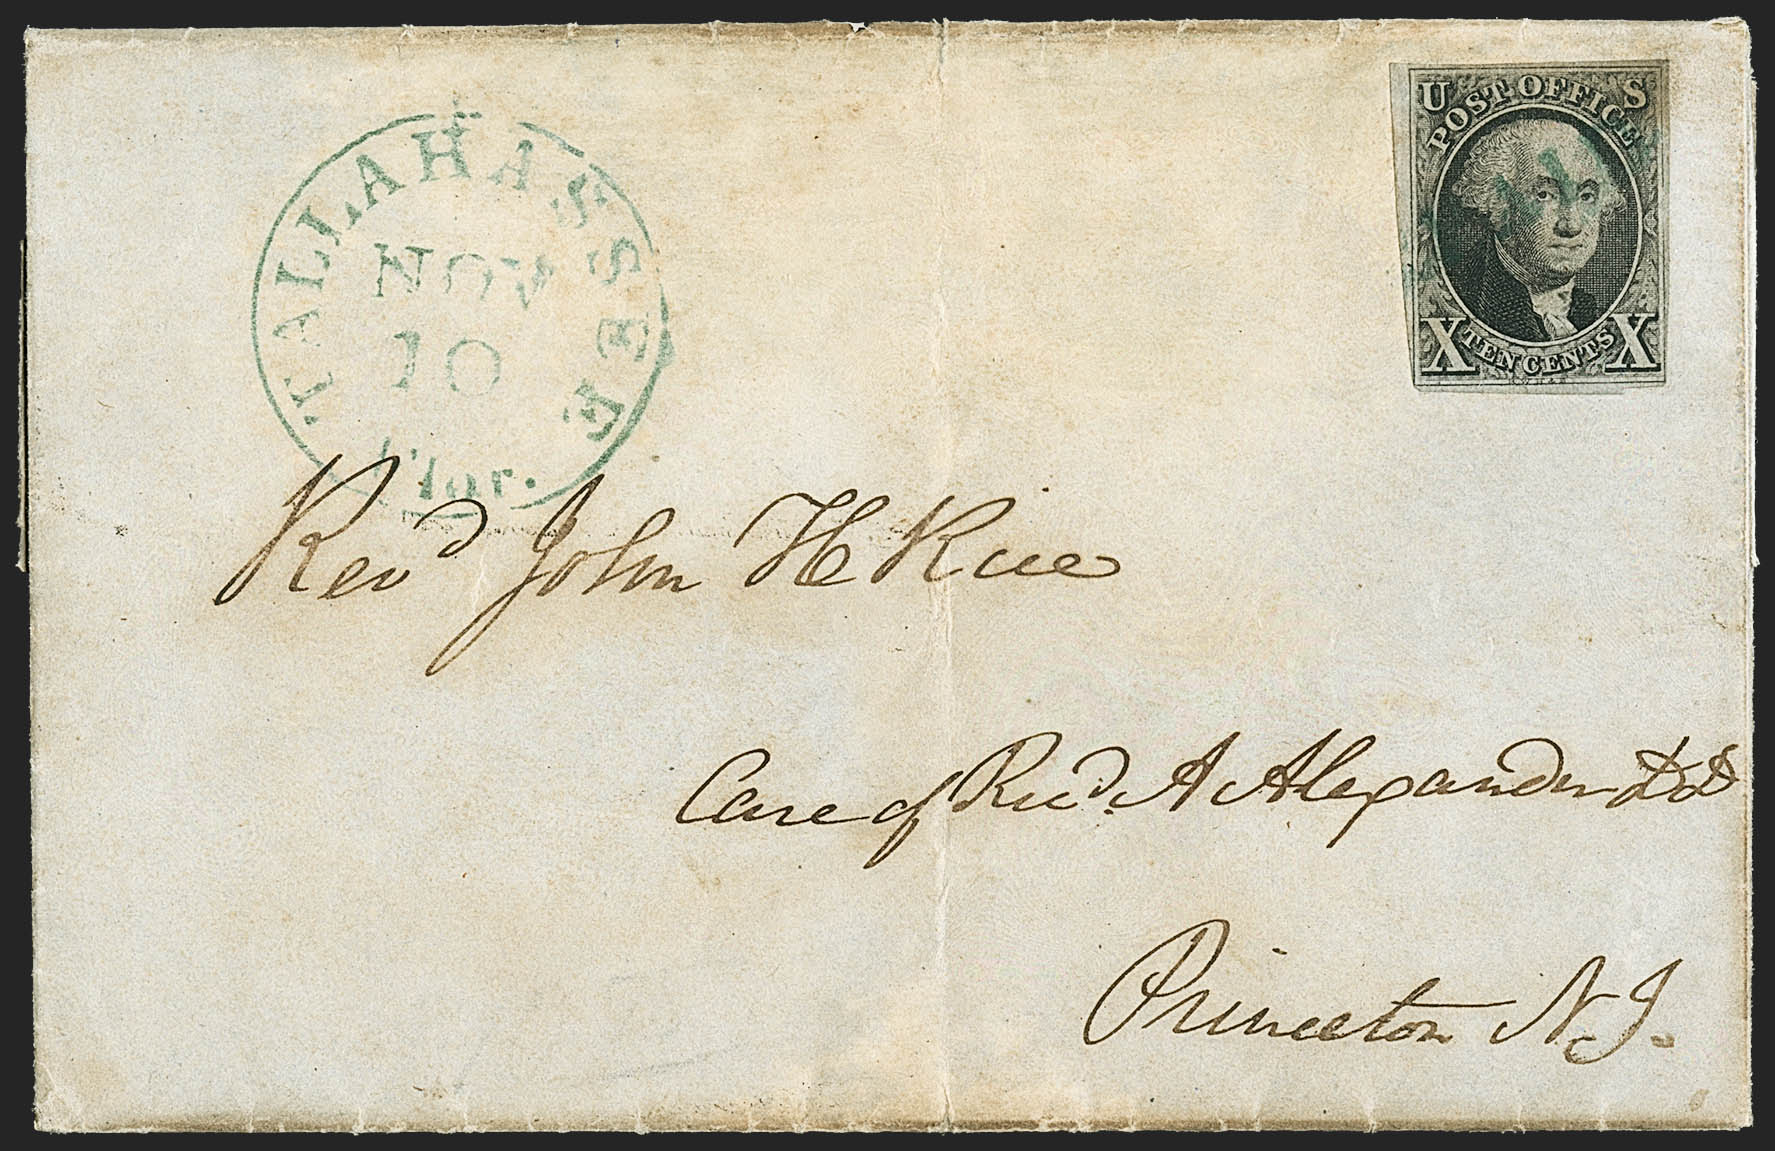 TALLAHASSEE
NOV
10
Flor.
U S
POST OFFICE
X TEN CENTS X
Revd John H Rice
Care of Revd. A Alexander DD
Princeton N.J.